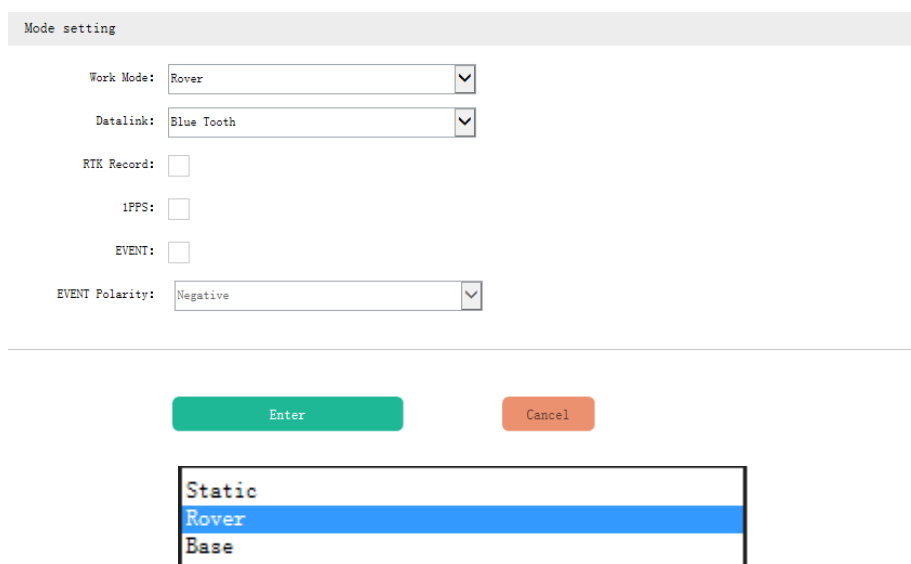 Mode setting
Work Mode: Rover
Datalink: Blue Tooth
RTK Record:
1PPS:
EVENT:
EVENT Polarity: Negative
Enter Cancel
Static
Rover
Base